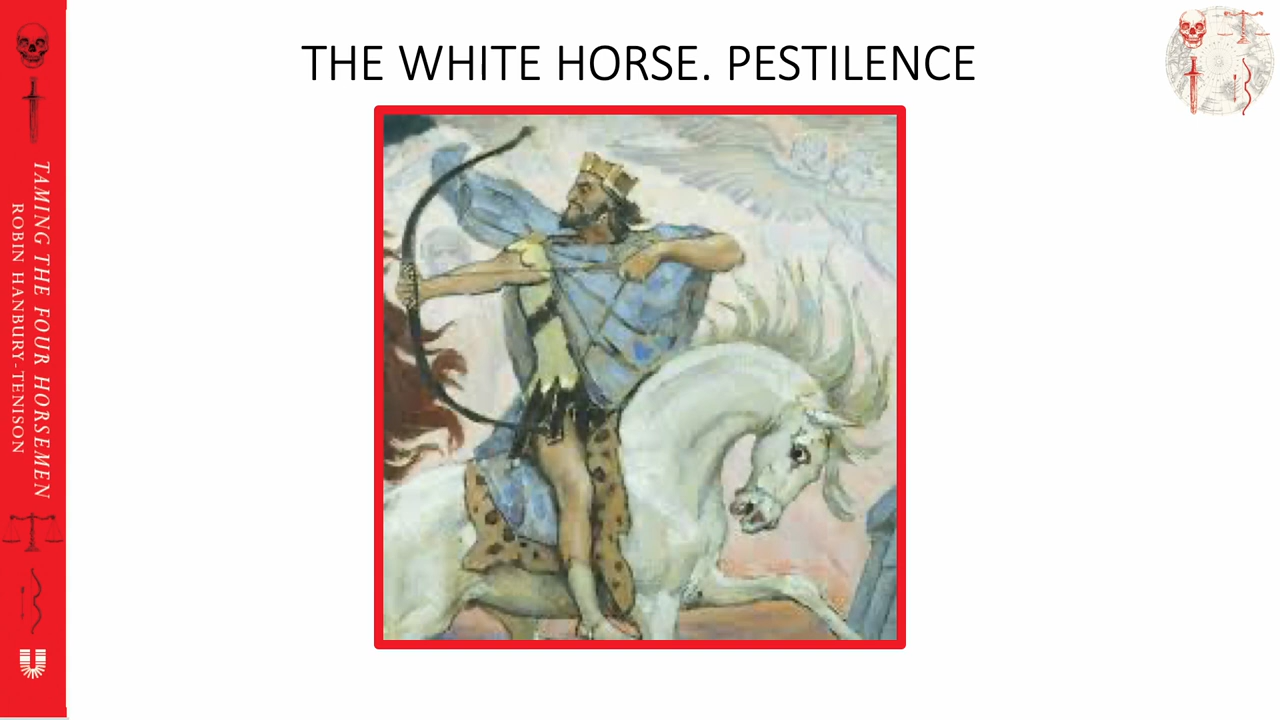 THE WHITE HORSE. PESTILENCE
TAMING THE FOUR HORSEMEN
ROBIN HANBURY-TENISON